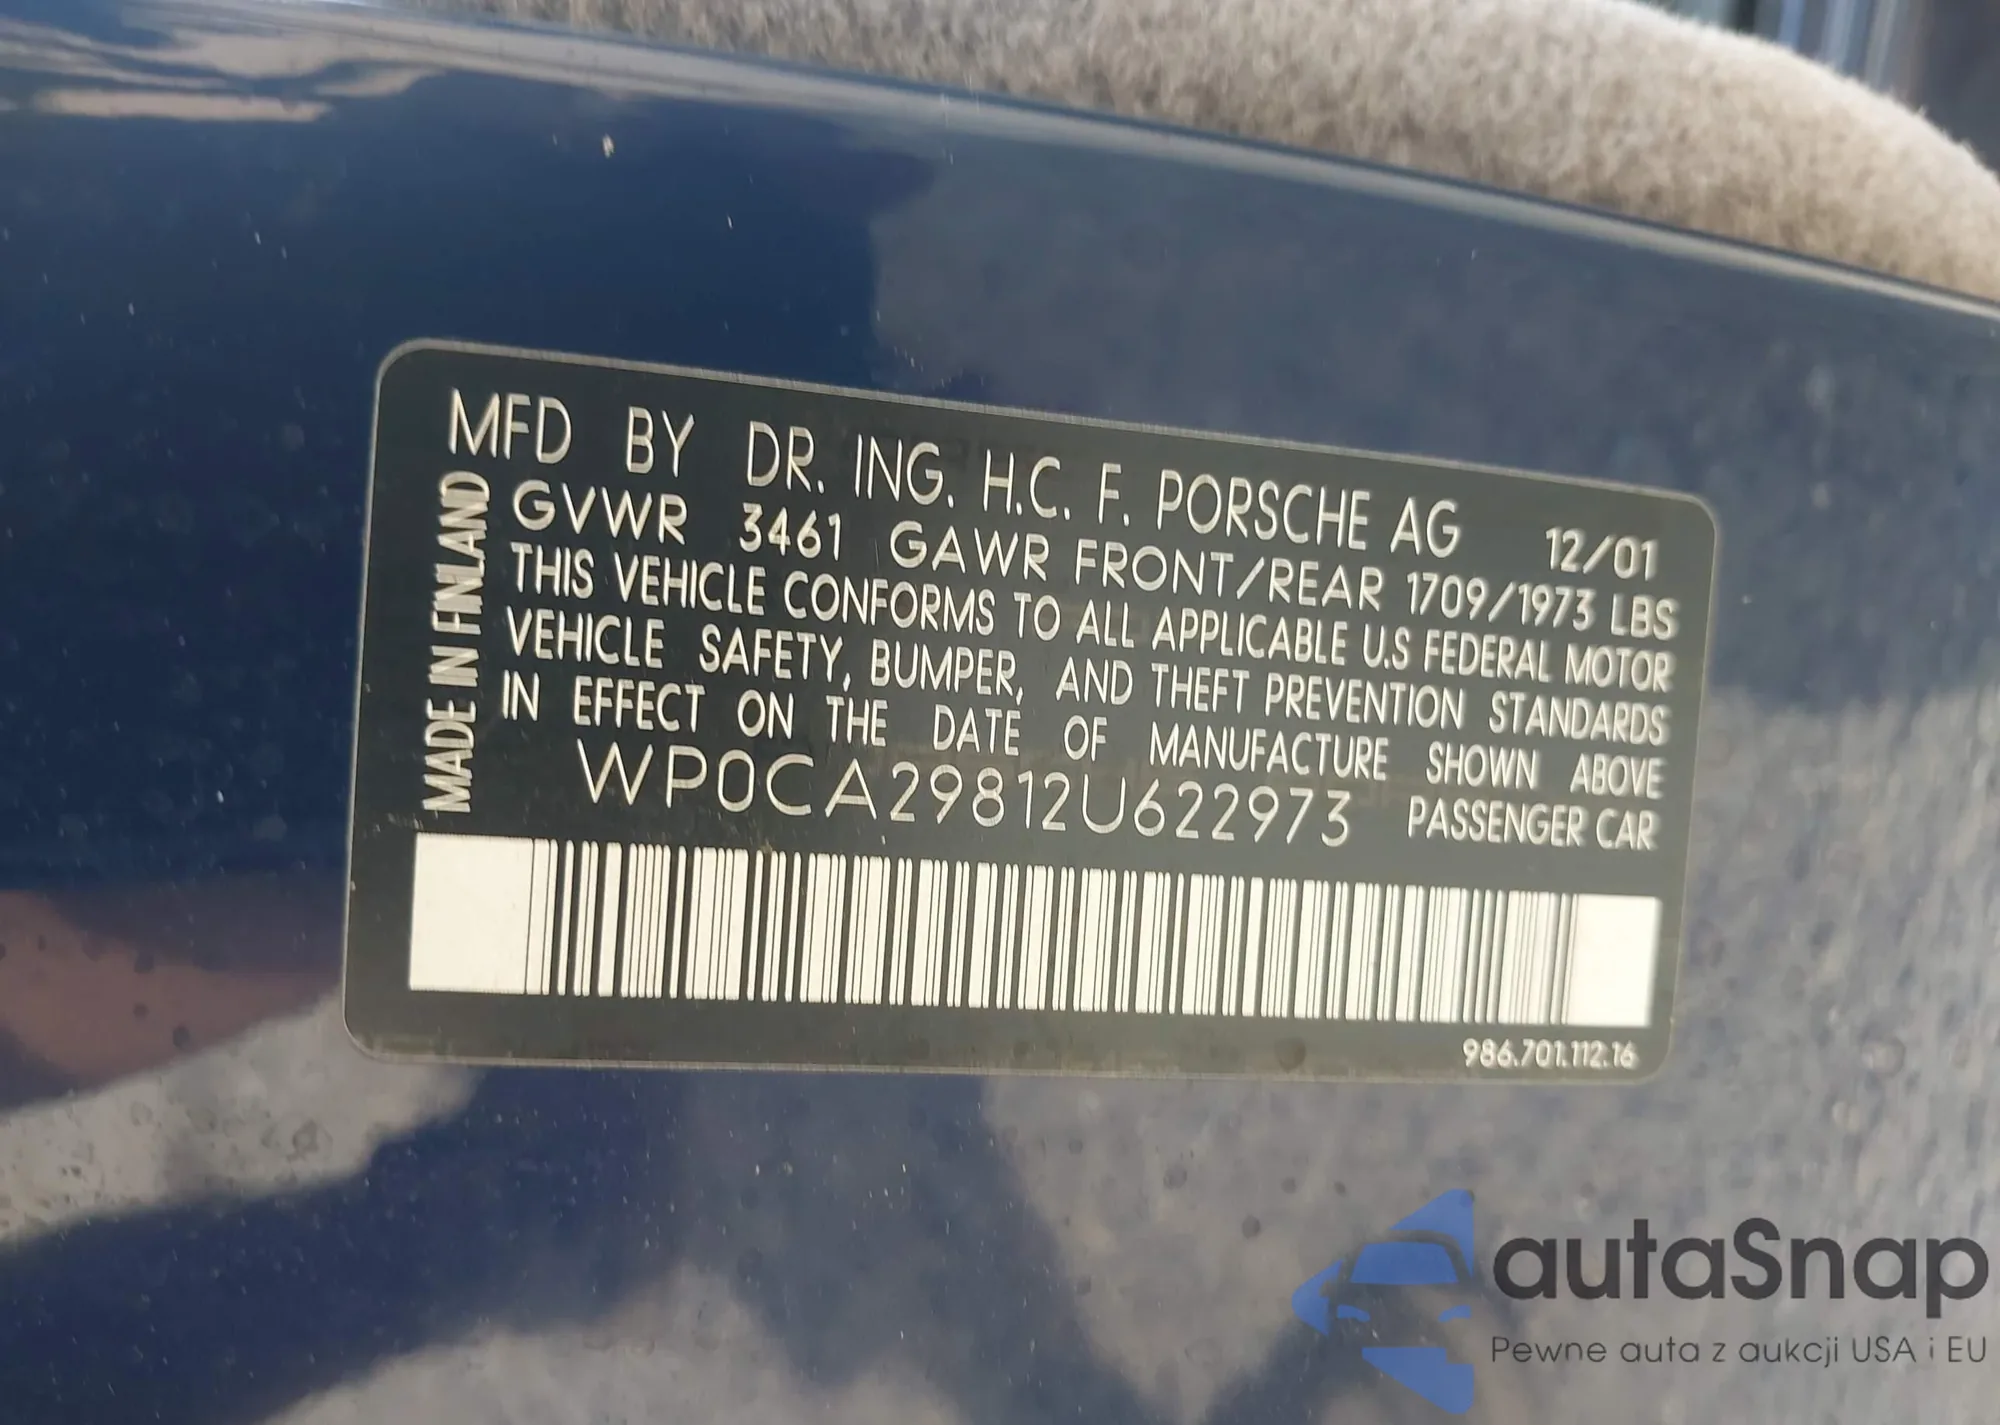 MFD BY DR. ING. H.C. F. PORSCHE AG 12/01
GVWR 3461 GAWR FRONT/REAR 1709/1973 LBS
THIS VEHICLE CONFORMS TO ALL APPLICABLE U.S FEDERAL MOTOR
VEHICLE SAFETY, BUMPER, AND THEFT PREVENTION STANDARDS
IN EFFECT ON THE DATE OF MANUFACTURE SHOWN ABOVE
WP0CA29812U622973 PASSENGER CAR
MADE IN FINLAND
986.701.112.16
autaSnap
Pewne auta z aukcji USA i EU